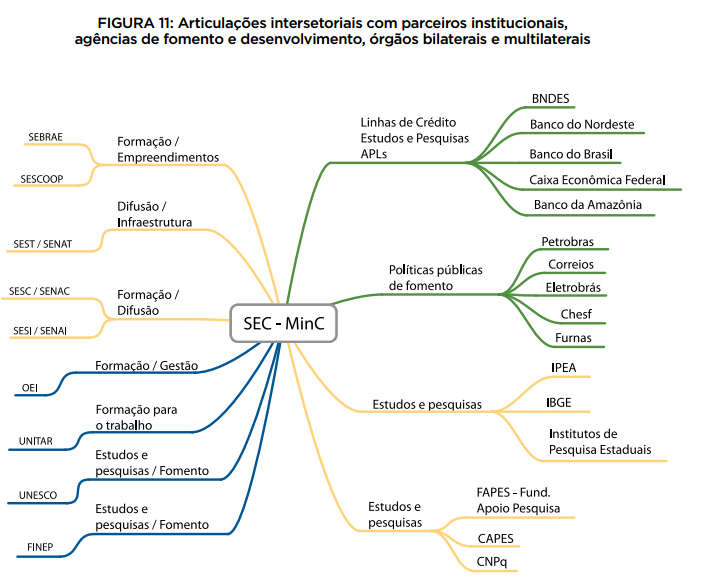 FIGURA 11: Articulações intersetoriais com parceiros institucionais,
agências de fomento e desenvolvimento, órgãos bilaterais e multilaterais
SEBRAE
SESCOOP
Formação /
Empreendimentos
SEST / SENAT
Difusão /
Infraestrutura
SESC / SENAC
SESI / SENAI
Formação /
Difusão
OEI
Formação / Gestão
UNITAR
Formação para
o trabalho
UNESCO
Estudos e
pesquisas / Fomento
FINEP
Estudos e
pesquisas / Fomento
SEC - MinC
Linhas de Crédito
Estudos e Pesquisas
APLs
BNDES
Banco do Nordeste
Banco do Brasil
Caixa Econômica Federal
Banco da Amazônia
Políticas públicas
de fomento
Petrobras
Correios
Eletrobrás
Chesf
Furnas
Estudos e pesquisas
IPEA
IBGE
Institutos de
Pesquisa Estaduais
Estudos e
pesquisas
FAPES - Fund.
Apoio Pesquisa
CAPES
CNPq